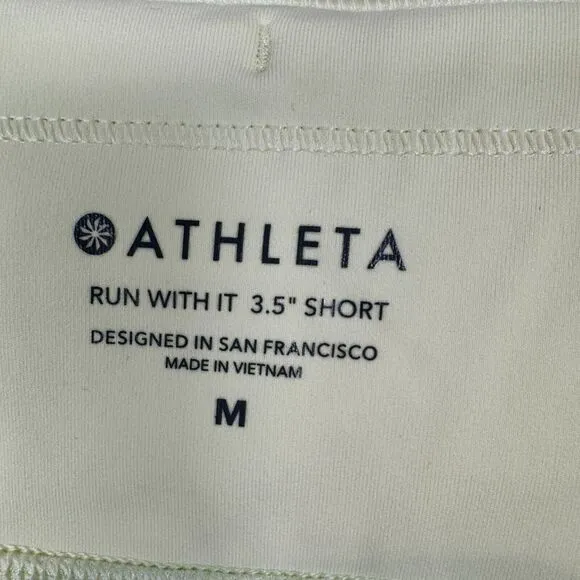 ATHLETA
RUN WITH IT 3.5" SHORT
DESIGNED IN SAN FRANCISCO
MADE IN VIETNAM
M